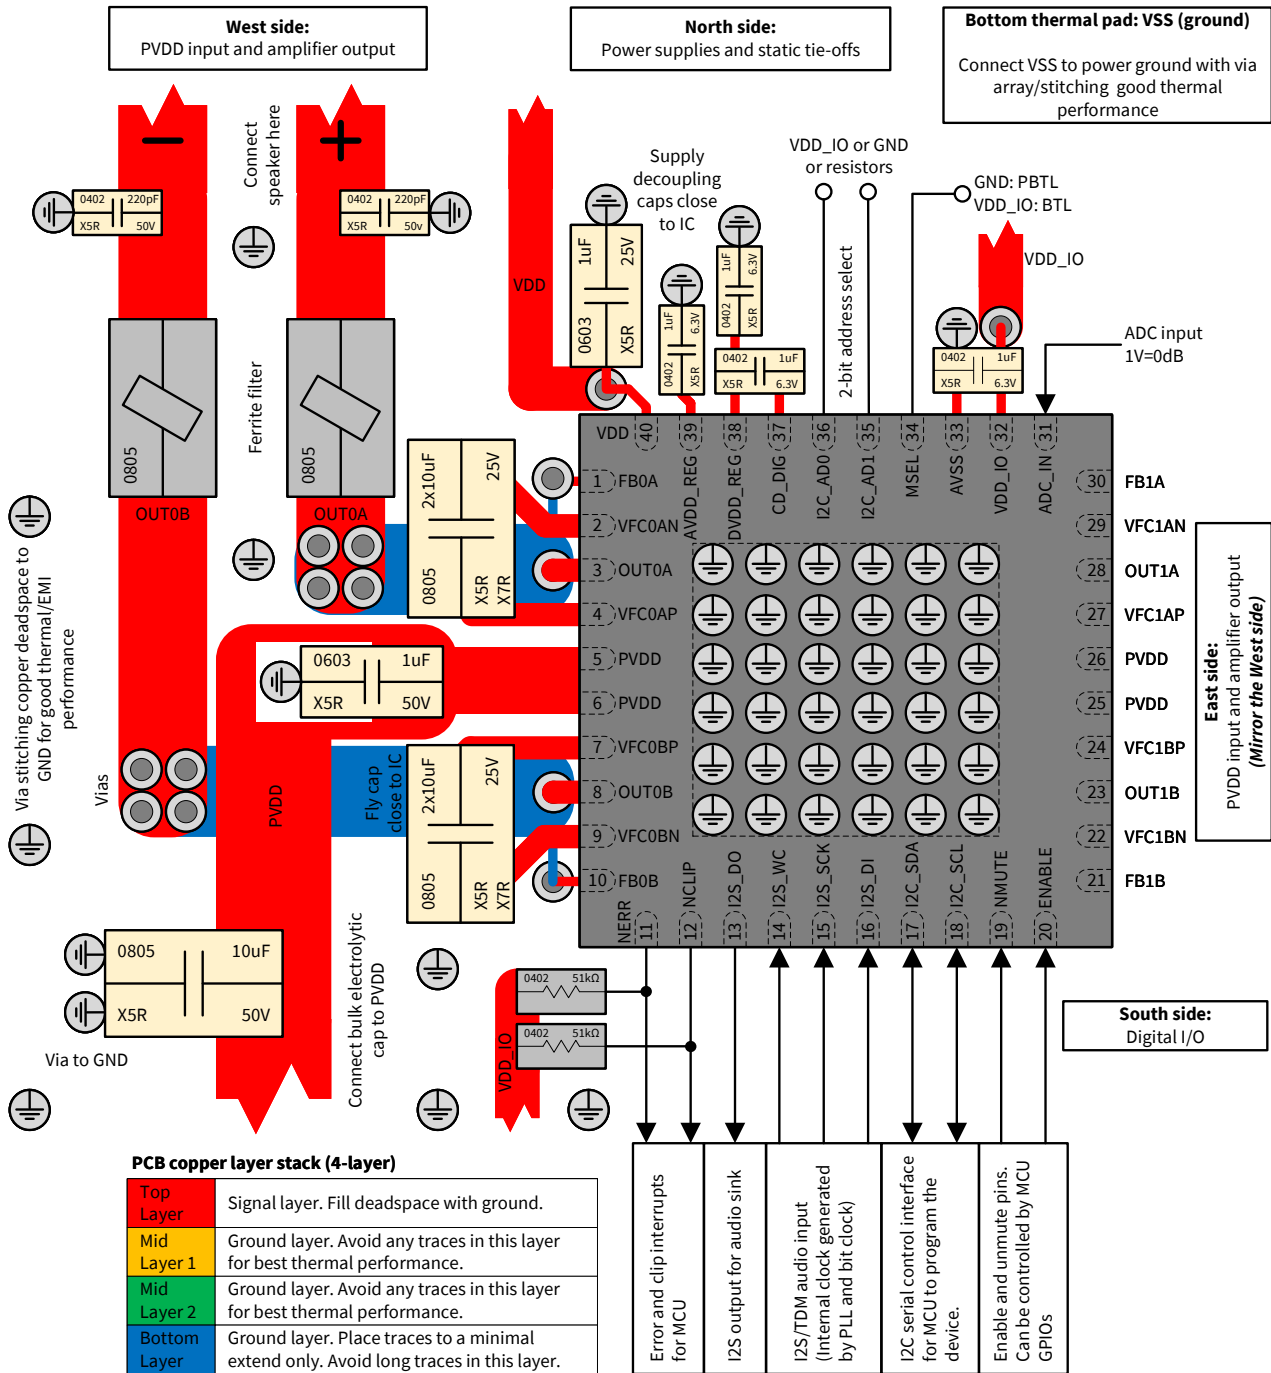 West side:
PVDD input and amplifier output
North side:
Power supplies and static tie-offs
Bottom thermal pad: VSS (ground)
Connect VSS to power ground with via
array/stitching good thermal
performance
−
+
Connect
speaker here
0402 220pF
X5R 50V
0402 220pF
X5R 50v
VDD
1uF 25V
0603 X5R
Supply
decoupling
caps close
to IC
1uF 6.3V
0402 X5R
1uF 6.3V
0402 X5R
0402 1uF
X5R 6.3V
VDD_IO or GND
or resistors
2-bit address select
GND: PBTL
VDD_IO: BTL
VDD_IO
0402 1uF
X5R 6.3V
ADC input
1V=0dB
0805
0805
Ferrite filter
OUT0B
OUT0A
2x10uF 25V
0805 X5R
X7R
VDD 40
AVDD_REG 39
DVDD_REG 38
CD_DIG 37
I2C_AD0 36
I2C_AD1 35
MSEL 34
AVSS 33
VDD_IO 32
ADC_IN 31
1 FB0A
2 VFC0AN
3 OUT0A
4 VFC0AP
5 PVDD
6 PVDD
7 VFC0BP
8 OUT0B
9 VFC0BN
10 FB0B
30 FB1A
29 VFC1AN
28 OUT1A
27 VFC1AP
26 PVDD
25 PVDD
24 VFC1BP
23 OUT1B
22 VFC1BN
21 FB1B
East side:
PVDD input and amplifier output
(Mirror the West side)
Via stitching copper deadspace to
GND for good thermal/EMI
performance
Vias
0603 1uF
X5R 50V
PVDD
Fly cap
close to IC
2x10uF 25V
0805 X5R
X7R
NERR 11
12 NCLIP
13 I2S_DO
14 I2S_WC
15 I2S_SCK
16 I2S_DI
17 I2C_SDA
18 I2C_SCL
19 NMUTE
20 ENABLE
0805 10uF
X5R 50V
Via to GND
Connect bulk electrolytic
cap to PVDD
0402 51kΩ
0402 51kΩ
VDD_IO
South side:
Digital I/O
Error and clip interrupts
for MCU
I2S output for audio sink
I2S/TDM audio input
(Internal clock generated
by PLL and bit clock)
I2C serial control interface
for MCU to program the
device.
Enable and unmute pins.
Can be controlled by MCU
GPIOs
PCB copper layer stack (4-layer)
Top
Layer
Signal layer. Fill deadspace with ground.
Mid
Layer 1
Ground layer. Avoid any traces in this layer
for best thermal performance.
Mid
Layer 2
Ground layer. Avoid any traces in this layer
for best thermal performance.
Bottom
Layer
Ground layer. Place traces to a minimal
extend only. Avoid long traces in this layer.